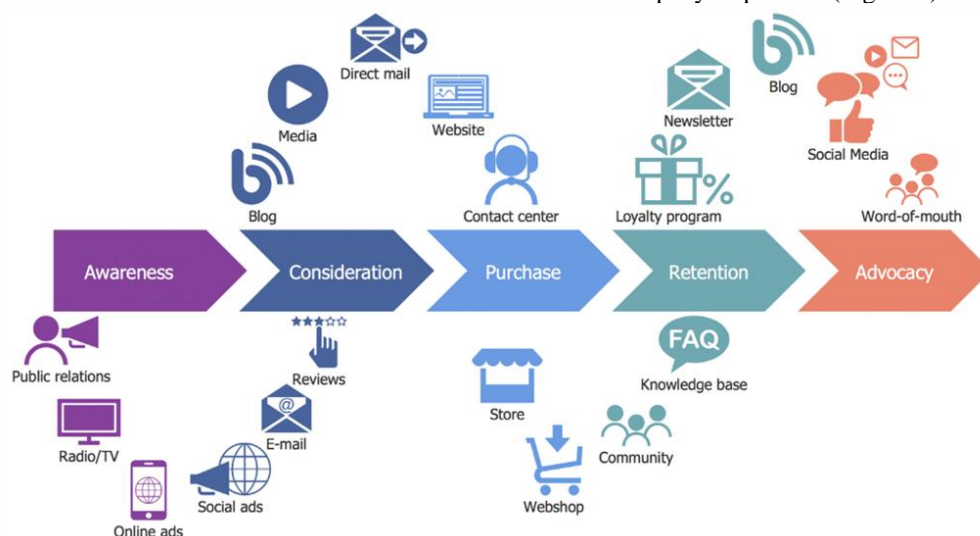 Direct mail
Media
Website
Blog
Contact center
Newsletter
Blog
Loyalty program
Social Media
Word-of-mouth
Awareness
Consideration
Purchase
Retention
Advocacy
Public relations
Radio/TV
Online ads
Social ads
@
E-mail
Reviews
Store
Webshop
Community
FAQ
Knowledge base
%